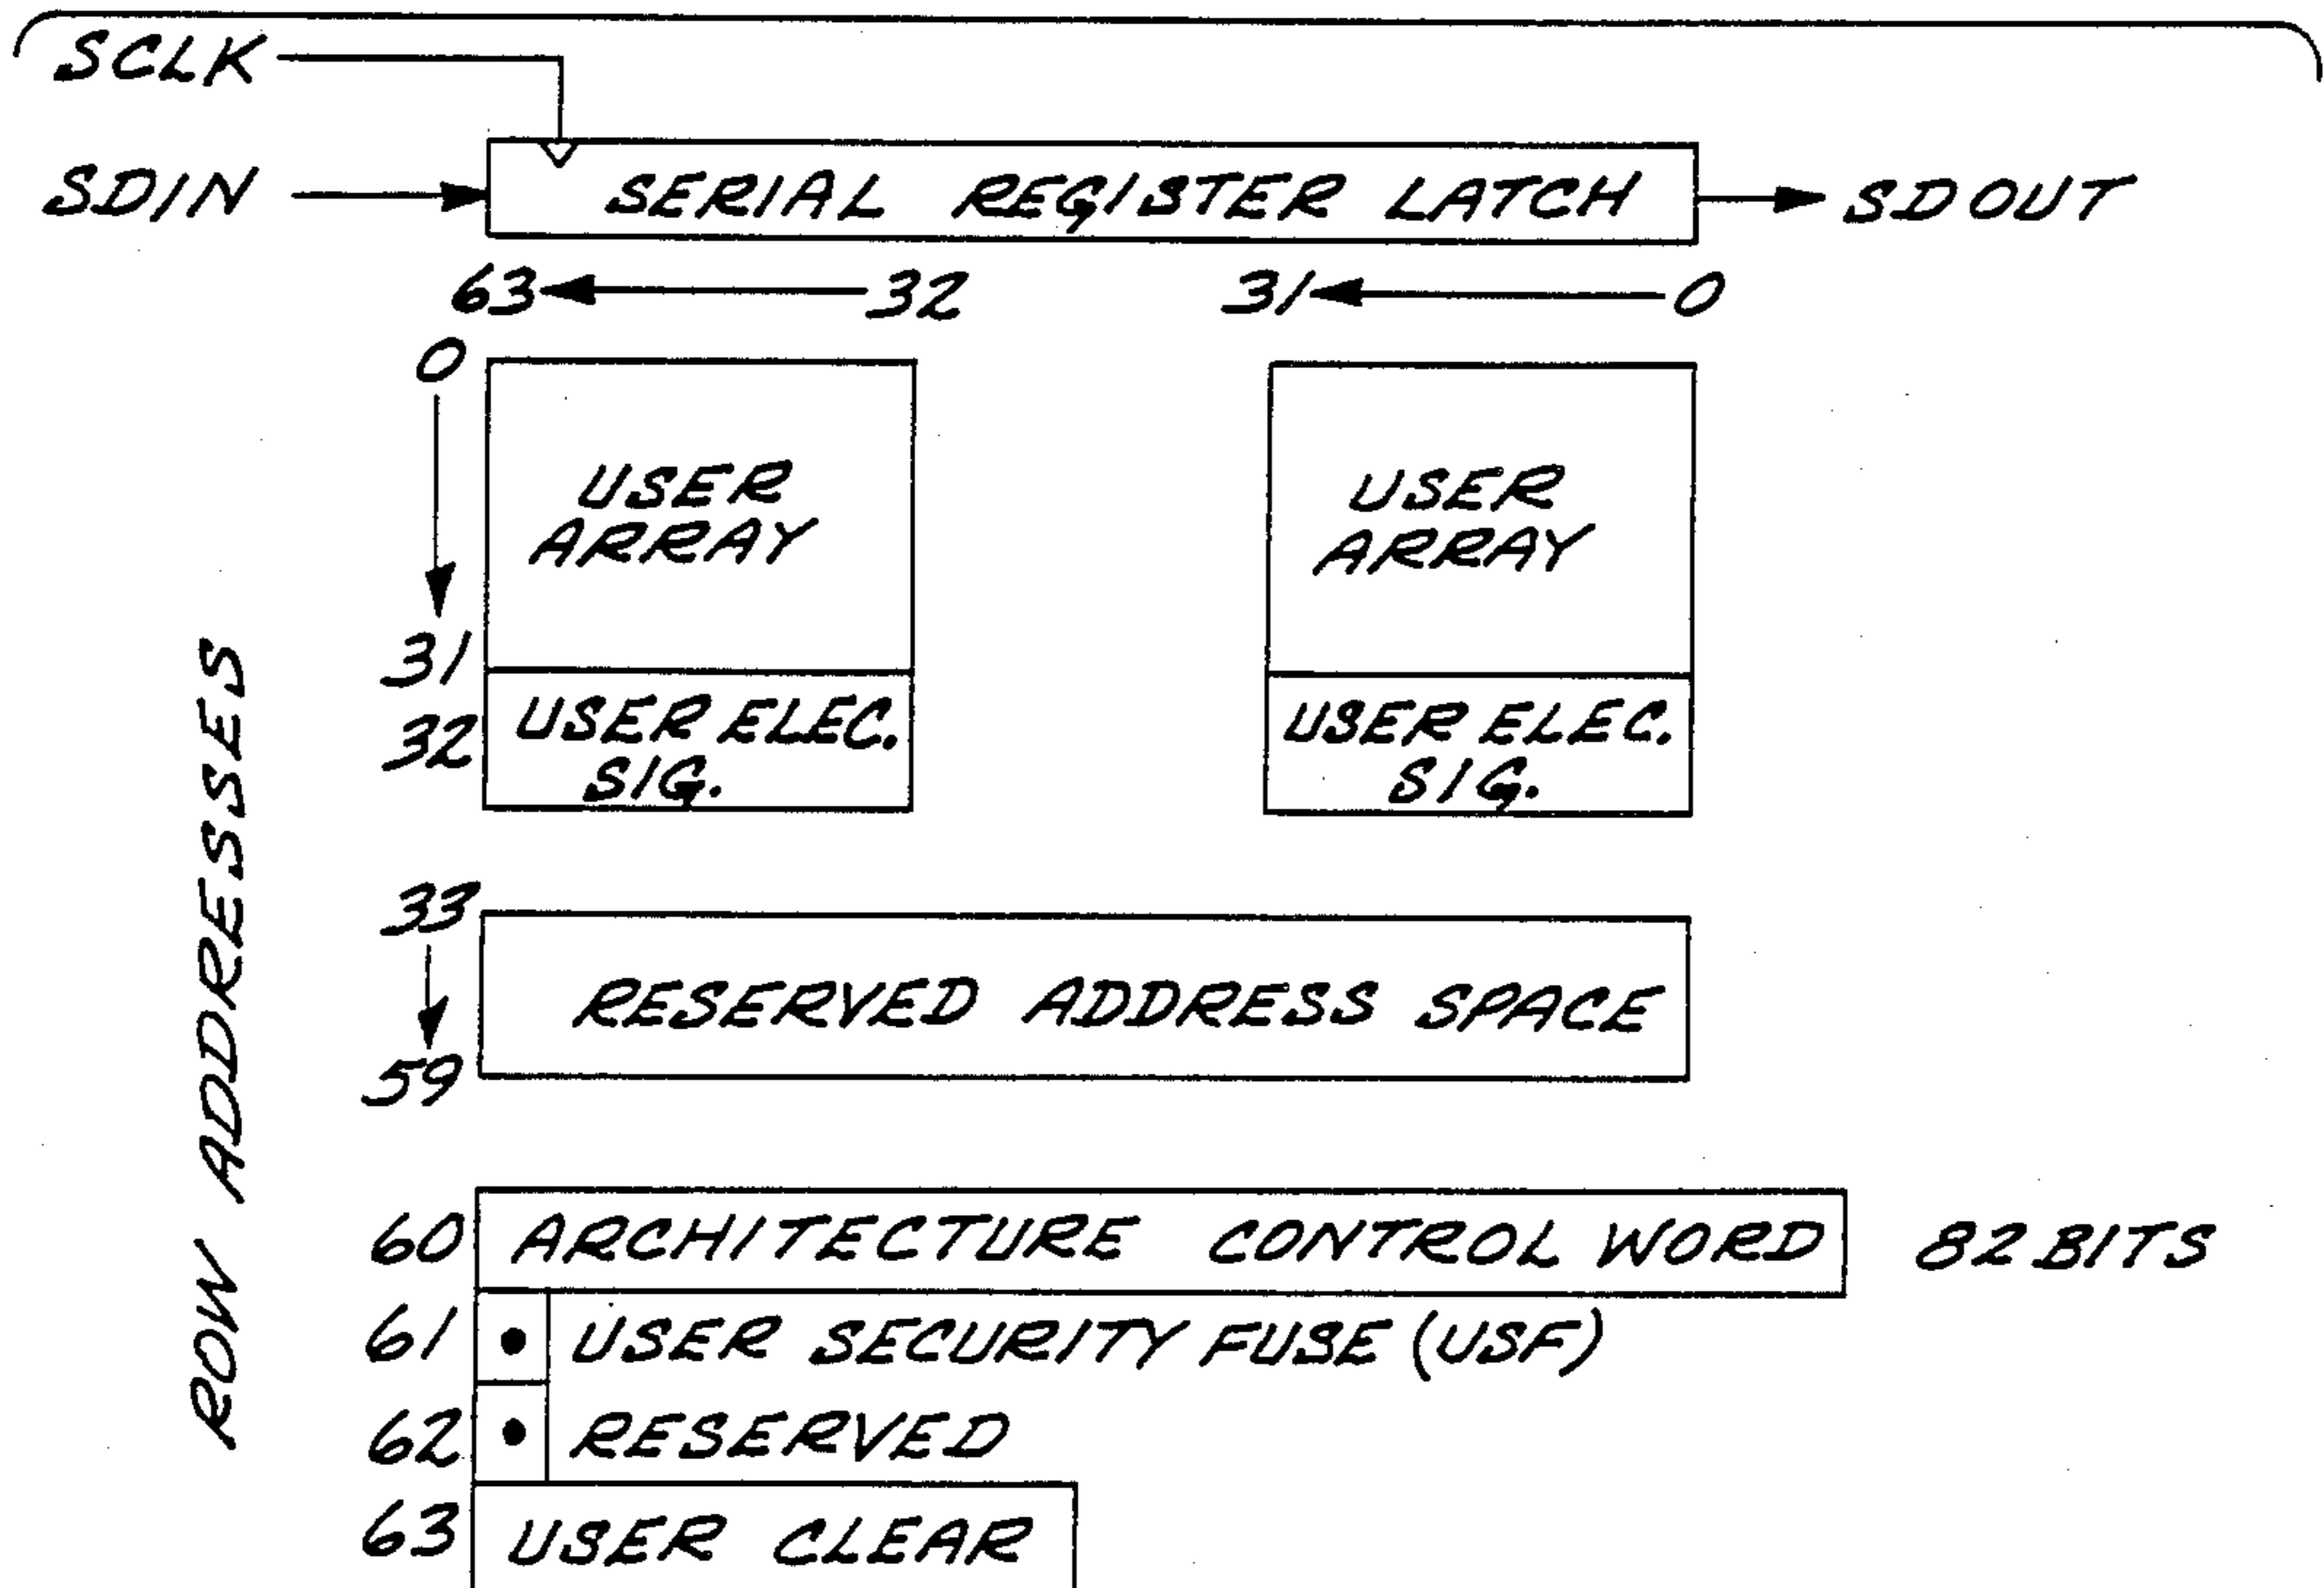 SCLK
SDIN SERIAL REGISTER LATCH SDOUT
63 32 31 0
0
USER
ARRAY
USER
ARRAY
31
32
USER ELEC.
SIG.
USER ELEC.
SIG.
33
RESERVED ADDRESS SPACE
59
ROW ADDRESSES
60 ARCHITECTURE CONTROL WORD 82 BITS
61 USER SECURITY FUSE (USF)
62 RESERVED
63 USER CLEAR